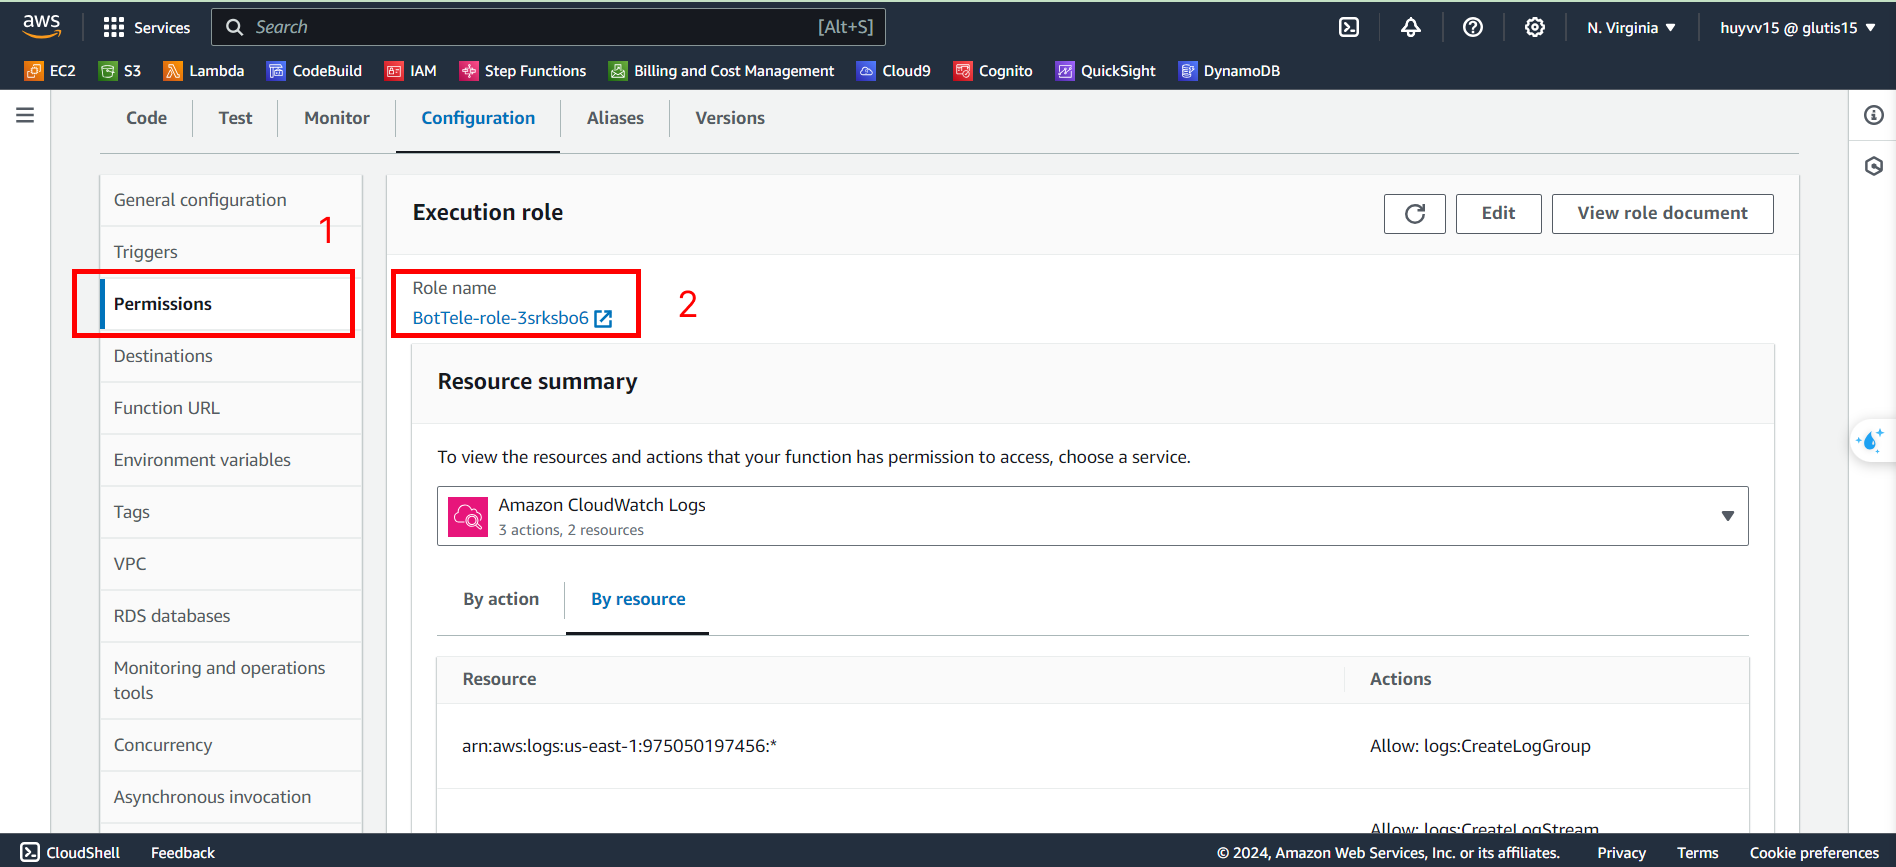 aws
Services
Search [Alt+S]
N. Virginia
huyvv15 @ glutis15
EC2 S3 Lambda CodeBuild IAM Step Functions Billing and Cost Management Cloud9 Cognito QuickSight DynamoDB
Code Test Monitor Configuration Aliases Versions
General configuration
1
Triggers
Permissions
Destinations
Function URL
Environment variables
Tags
VPC
RDS databases
Monitoring and operations
tools
Concurrency
Asynchronous invocation
Execution role
Edit
View role document
Role name
BotTele-role-3srksbo6
2
Resource summary
To view the resources and actions that your function has permission to access, choose a service.
Amazon CloudWatch Logs
3 actions, 2 resources
By action By resource
Resource Actions
arn:aws:logs:us-east-1:975050197456:* Allow: logs:CreateLogGroup
Allow: logs:CreateLogStream
CloudShell Feedback © 2024, Amazon Web Services, Inc. or its affiliates. Privacy Terms Cookie preferences